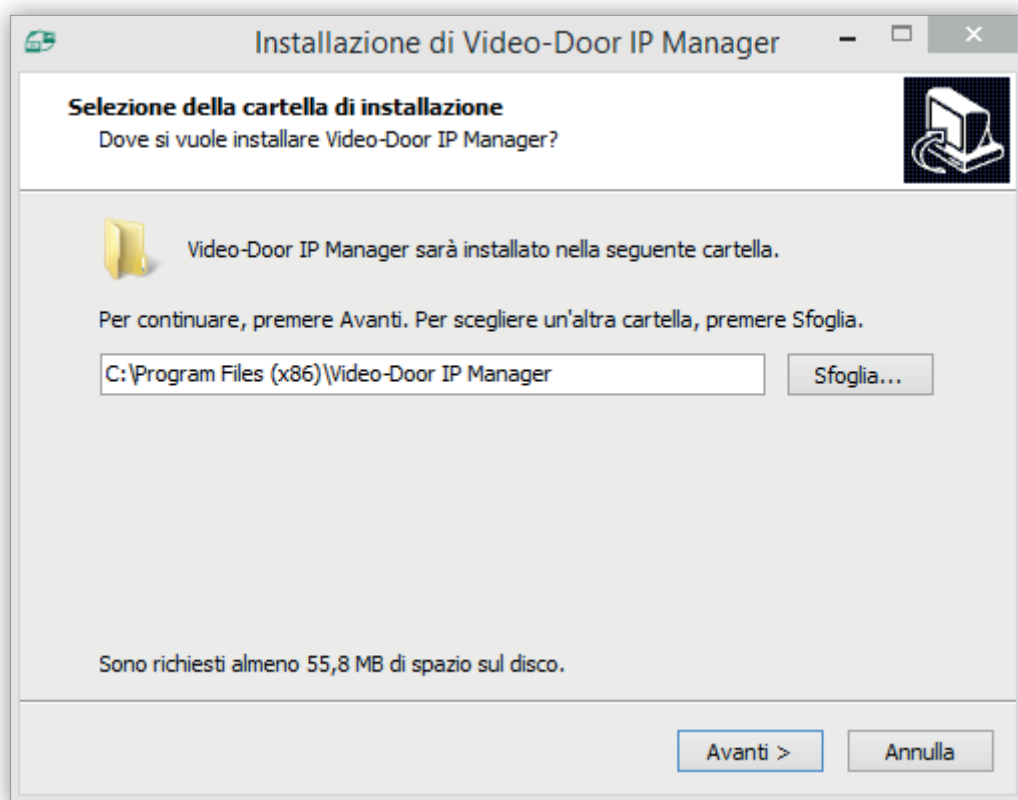 Installazione di Video-Door IP Manager
Selezione della cartella di installazione
Dove si vuole installare Video-Door IP Manager?
Video-Door IP Manager sarà installato nella seguente cartella.
Per continuare, premere Avanti. Per scegliere un'altra cartella, premere Sfoglia.
C:\Program Files (x86)\Video-Door IP Manager
Sfoglia...
Sono richiesti almeno 55,8 MB di spazio sul disco.
Avanti >
Annulla